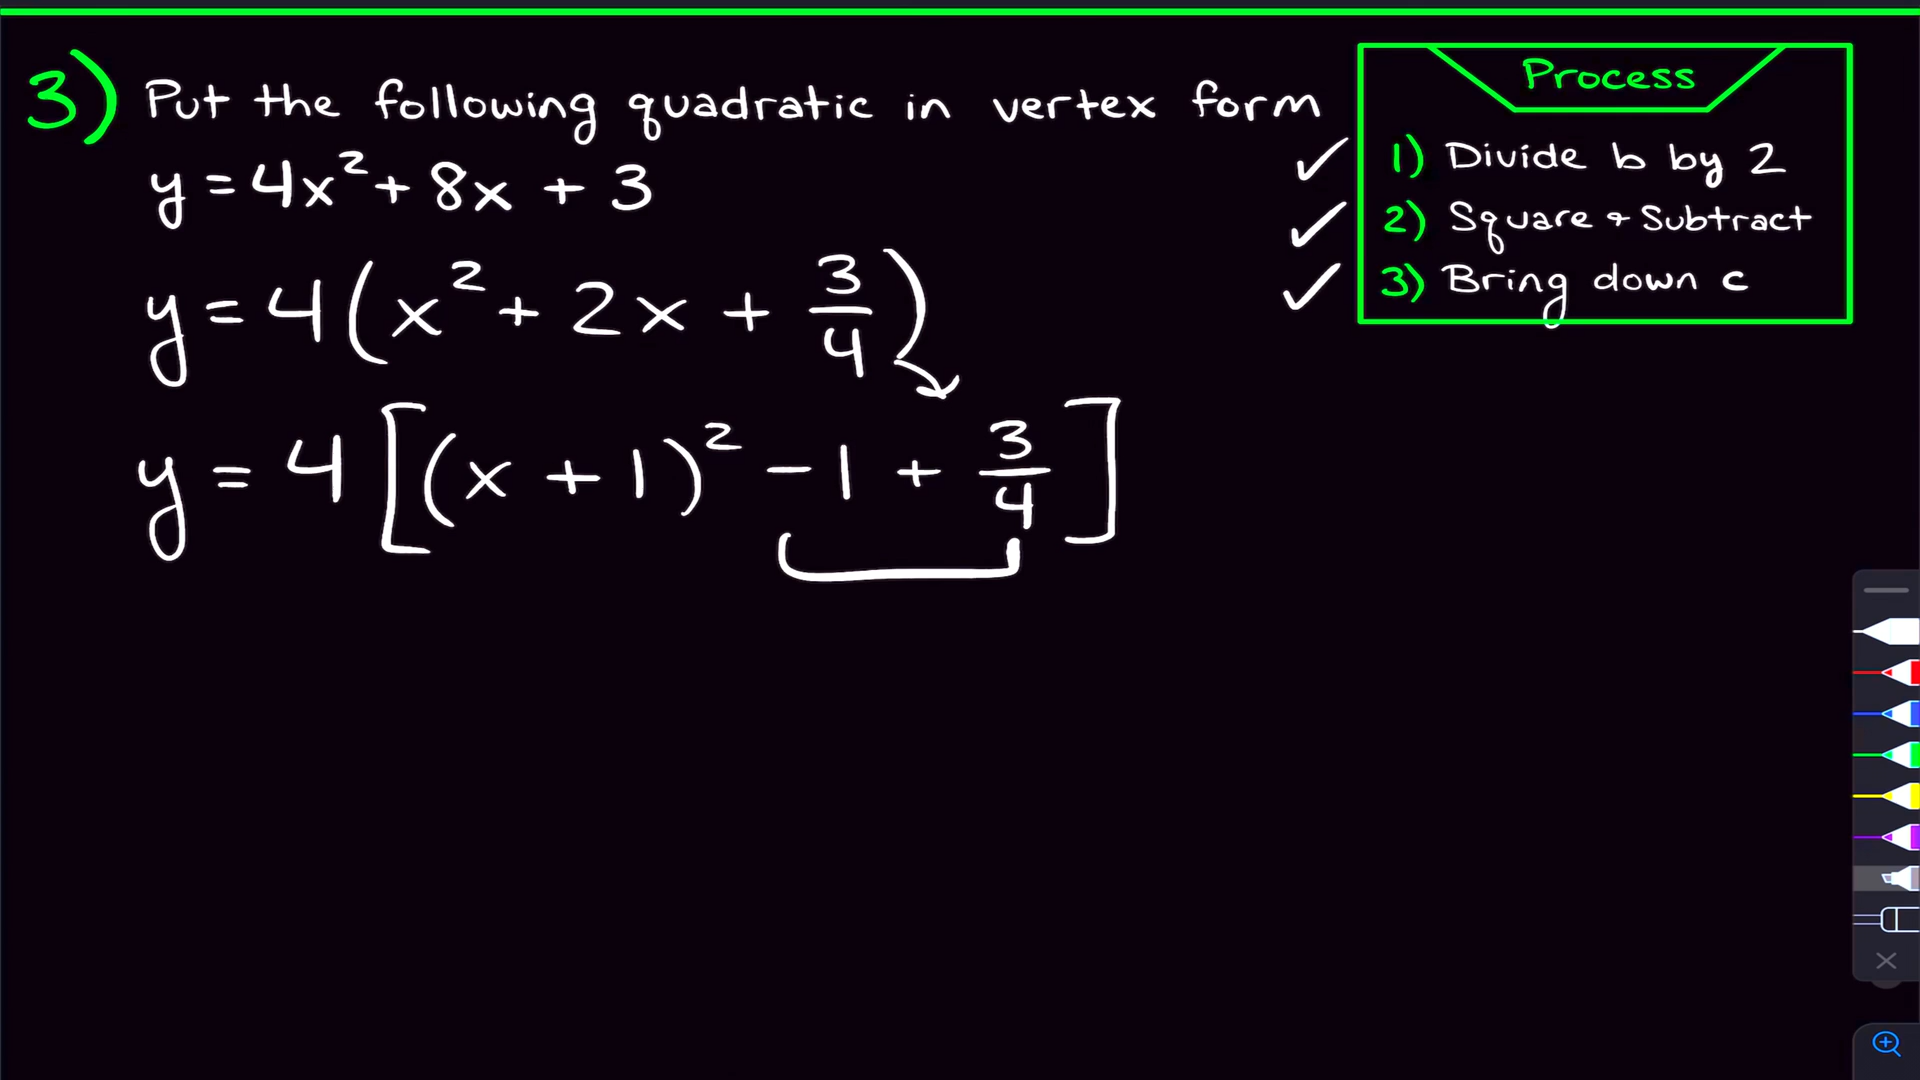 3) Put the following quadratic in vertex form
y = 4x² + 8x + 3
y = 4(x² + 2x + 3/4)
y = 4[(x + 1)² - 1 + 3/4]
Process
1) Divide b by 2
2) Square & Subtract
3) Bring down c